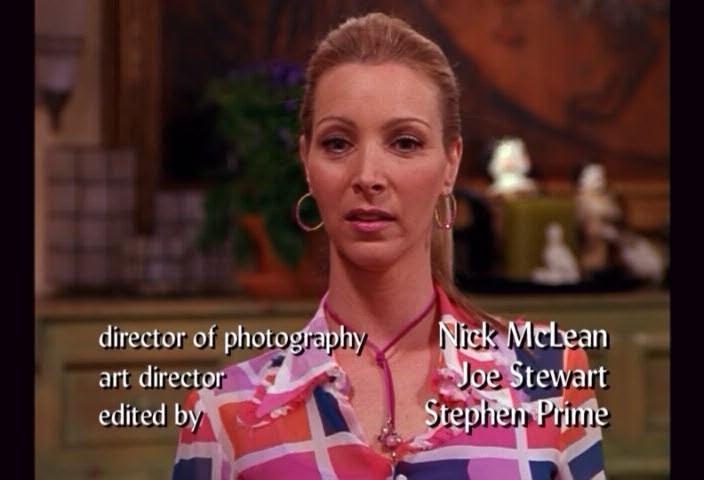 director of photography Nick McLean
art director Joe Stewart
edited by Stephen Prime